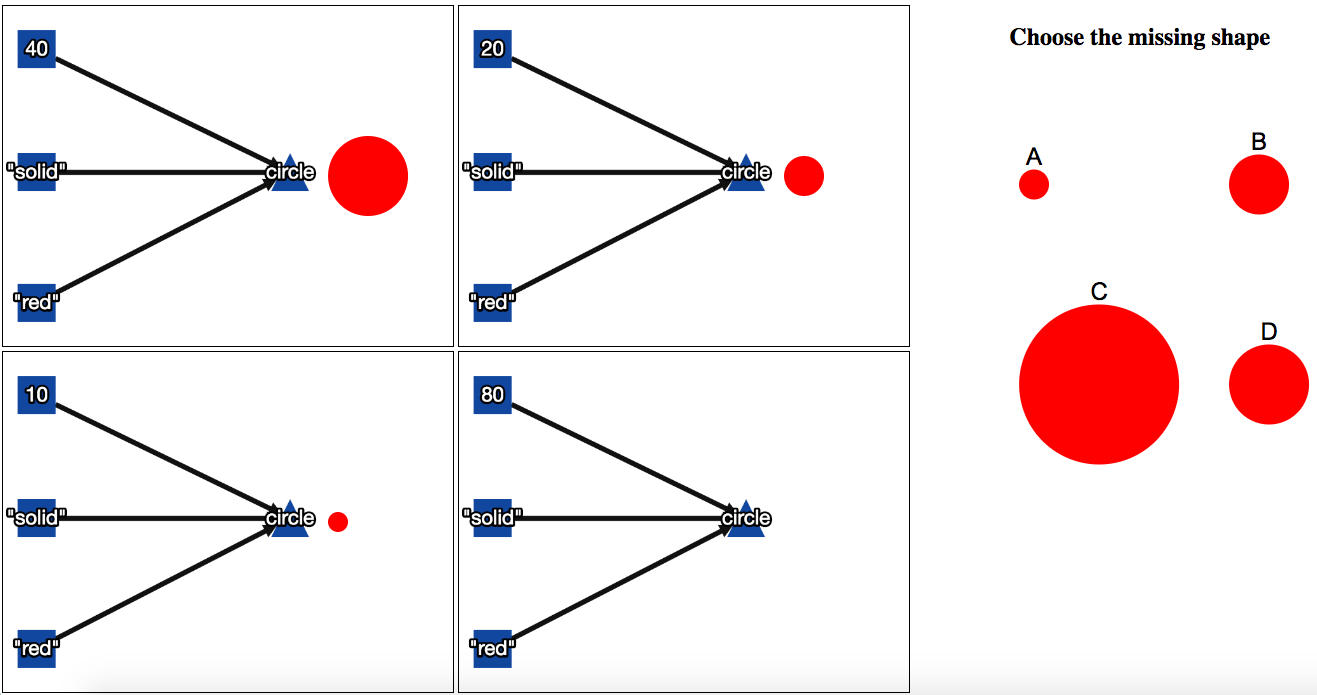 40
"solid"
circle
"red"
20
"solid"
circle
"red"
10
"solid"
circle
"red"
80
"solid"
circle
"red"
Choose the missing shape
A
B
C
D